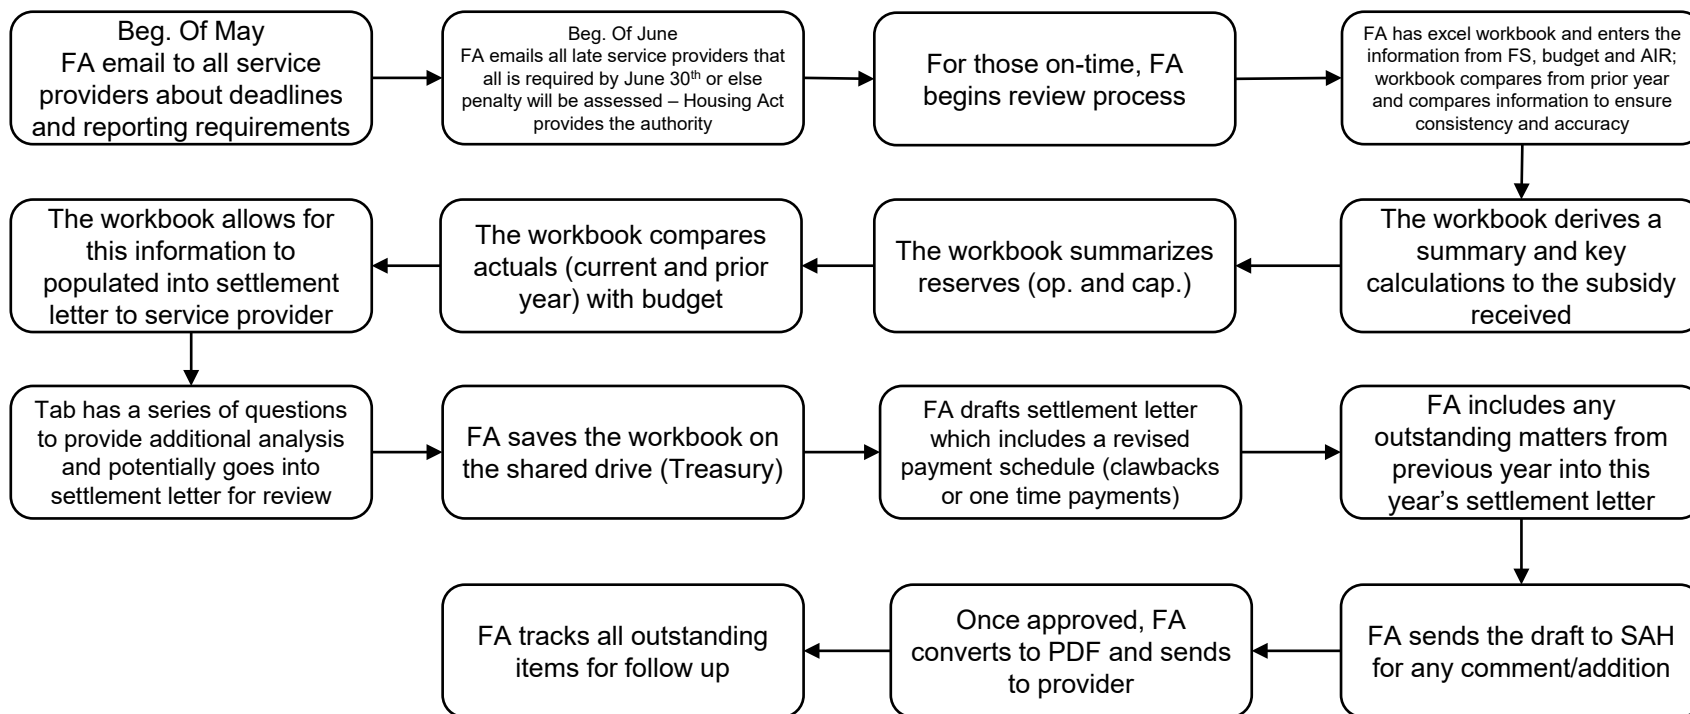 Beg. Of May
FA email to all service
providers about deadlines
and reporting requirements
Beg. Of June
FA emails all late service providers that
all is required by June 30th or else
penalty will be assessed – Housing Act
provides the authority
For those on-time, FA
begins review process
FA has excel workbook and enters the
information from FS, budget and AIR;
workbook compares from prior year
and compares information to ensure
consistency and accuracy
The workbook derives a
summary and key
calculations to the subsidy
received
The workbook summarizes
reserves (op. and cap.)
The workbook compares
actuals (current and prior
year) with budget
The workbook allows for
this information to
populated into settlement
letter to service provider
Tab has a series of questions
to provide additional analysis
and potentially goes into
settlement letter for review
FA saves the workbook on
the shared drive (Treasury)
FA drafts settlement letter
which includes a revised
payment schedule (clawbacks
or one time payments)
FA includes any
outstanding matters from
previous year into this
year’s settlement letter
FA sends the draft to SAH
for any comment/addition
Once approved, FA
converts to PDF and sends
to provider
FA tracks all outstanding
items for follow up